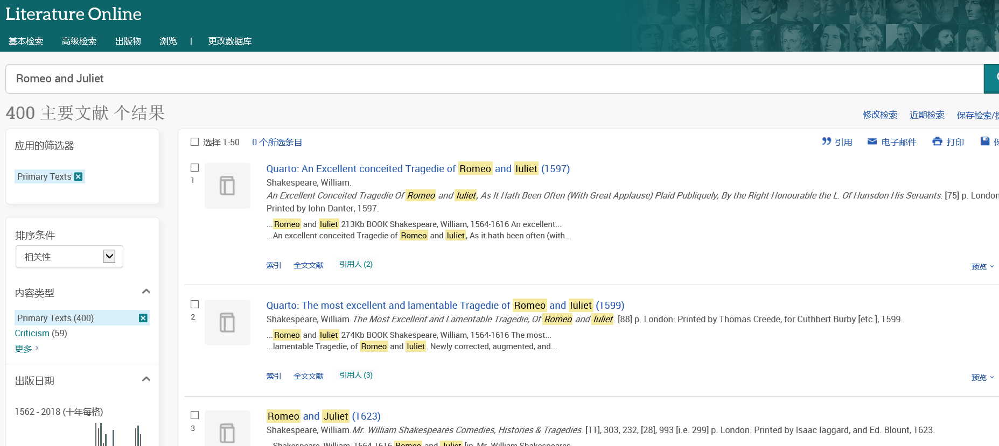 Literature Online
基本检索 高级检索 出版物 浏览 | 更改数据库
Romeo and Juliet
400 主要文献 个结果
修改检索 近期检索 保存检索/
应用的筛选器
Primary Texts
排序条件
相关性
内容类型
Primary Texts (400)
Criticism (59)
更多
出版日期
1562 - 2018 (十年每格)
选择 1-50 0 个所选条目
引用 电子邮件 打印
1
Quarto: An Excellent conceited Tragedie of Romeo and Iuliet (1597)
Shakespeare, William.
An Excellent Conceited Tragedie Of Romeo and Iuliet, As It Hath Been Often (With Great Applause) Plaid Publiquely, By the Right Honourable the L. Of Hunsdon His Seruants. [75] p. London
Printed by Iohn Danter, 1597.
...Romeo and Iuliet 213Kb BOOK Shakespeare, William, 1564-1616 An excellent...
...An excellent conceited Tragedie of Romeo and Iuliet, As it hath been often (with...
索引 全文文献 引用人 (2)
预览
2
Quarto: The most excellent and lamentable Tragedie of Romeo and Iuliet (1599)
Shakespeare, William.The Most Excellent and Lamentable Tragedie, Of Romeo and Iuliet. [88] p. London: Printed by Thomas Creede, for Cuthbert Burby [etc.], 1599.
...Romeo and Iuliet 274Kb BOOK Shakespeare, William, 1564-1616 The most...
...lamentable Tragedie, of Romeo and Iuliet. Newly corrected, augmented, and...
索引 全文文献 引用人 (3)
预览
3
Romeo and Juliet (1623)
Shakespeare, William.Mr. William Shakespeares Comedies, Histories & Tragedies. [11], 303, 232, [28], 993 [i.e. 299] p. London: Printed by Isaac Iaggard, and Ed. Blount, 1623.
Shakespeare, William, 1564-1616 Romeo and Juliet [in, Mr. William Shakespeares